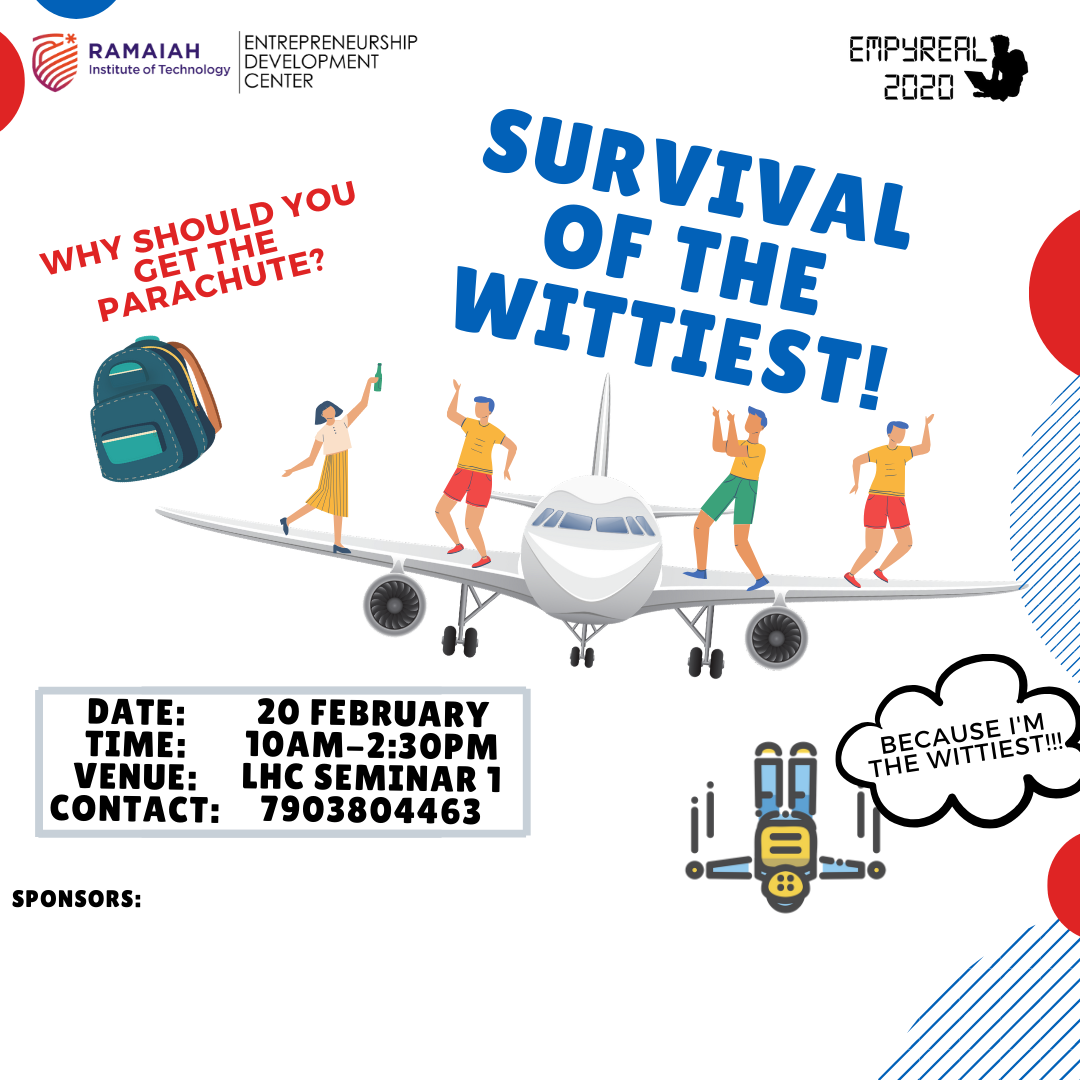 RAMAIAH
Institute of Technology
ENTREPRENEURSHIP
DEVELOPMENT
CENTER
EMPYREAL
2020
SURVIVAL
OF THE
WITTIEST!
WHY SHOULD YOU
GET THE
PARACHUTE?
DATE: 20 FEBRUARY
TIME: 10AM-2:30PM
VENUE: LHC SEMINAR 1
CONTACT: 7903804463
BECAUSE I'M
THE WITTIEST!!!
SPONSORS: